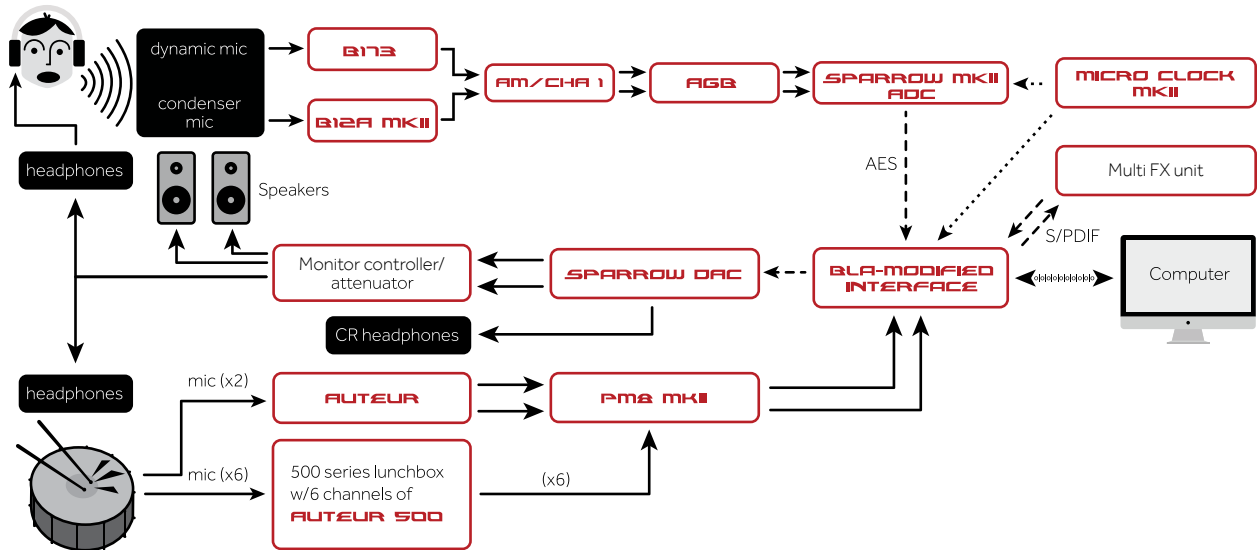 dynamic mic
condenser
mic
B173
B12A MKII
AM/CHA 1
AGB
SPARROW MKII
ADC
MICRO CLOCK
MKII
AES
Multi FX unit
S/PDIF
headphones
Speakers
Monitor controller/
attenuator
SPARROW DAC
BLA-MODIFIED
INTERFACE
Computer
CR headphones
headphones
mic (x2)
AUTEUR
PM8 MKII
mic (x6)
500 series lunchbox
w/6 channels of
AUTEUR 500
(x6)